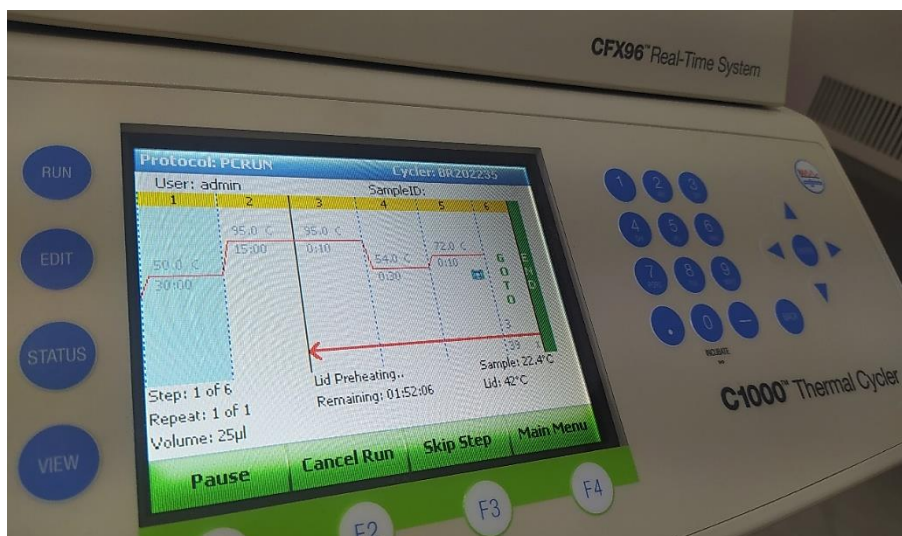 CFX96™ Real-Time System
RUN
EDIT
STATUS
VIEW
Protocol: PCRUN
Cycler: BR202235
User: admin
SampleID:
1 2 3 4 5 6
50.0 C
30:00
95.0 C
15:00
95.0 C
0:10
54.0 C
0:30
72.0 C
0:10
GOTO
3
39
END
Step: 1 of 6
Repeat: 1 of 1
Volume: 25µl
Lid Preheating..
Remaining: 01:52:06
Sample: 22.4°C
Lid: 42°C
Pause
Cancel Run
Skip Step
Main Menu
F2
F3
F4
1 2 3
4 5 6
7 8 9
. 0 –
INCUBATE
BACK
C1000™ Thermal Cycler